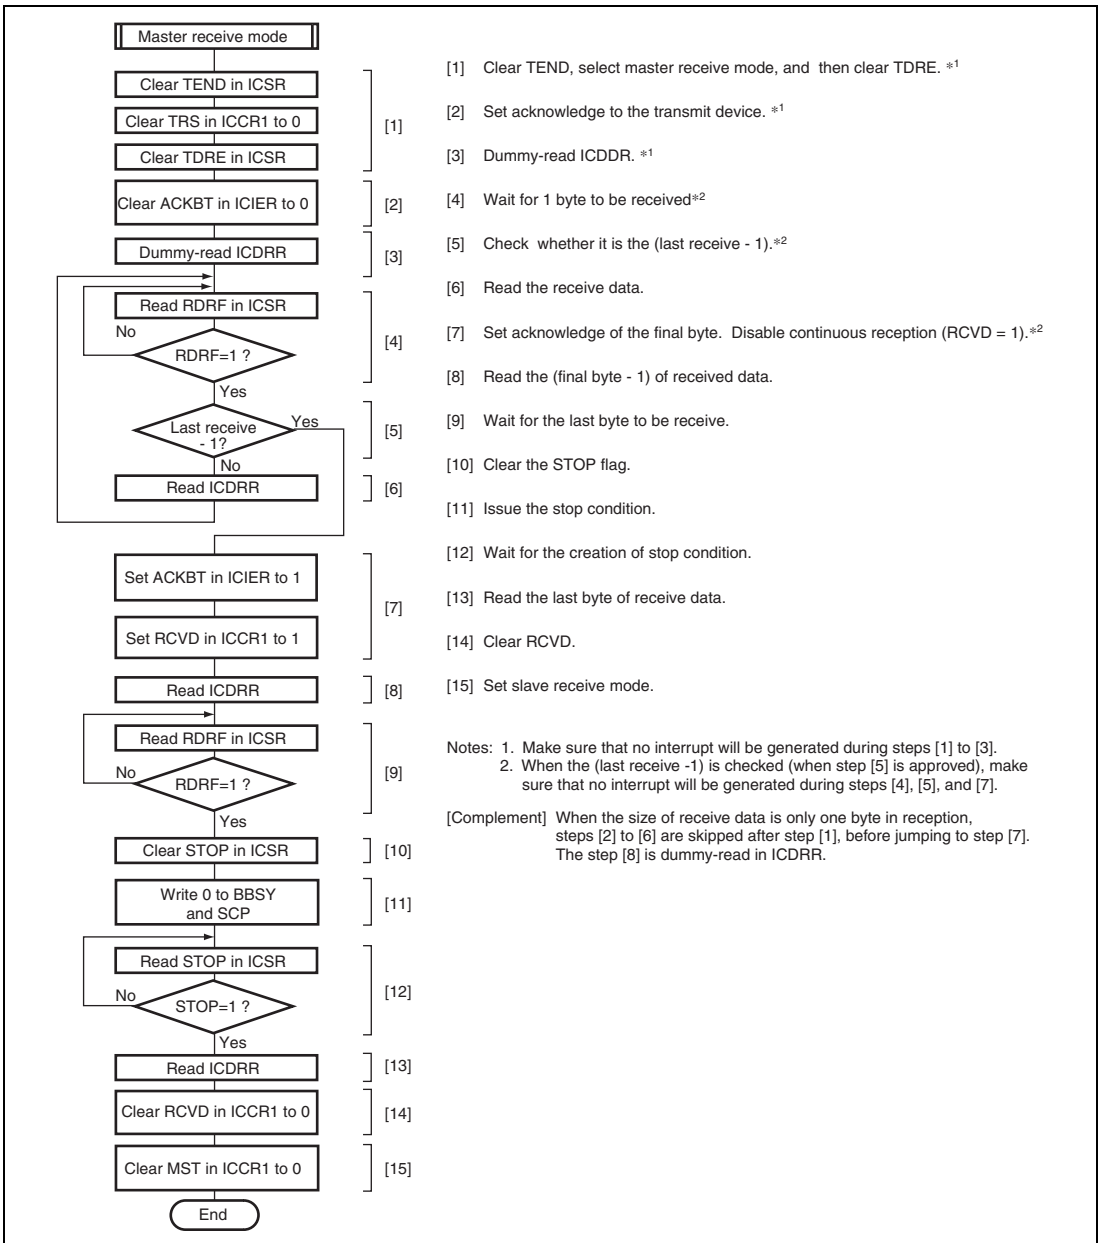 Master receive mode
Clear TEND in ICSR
Clear TRS in ICCR1 to 0
Clear TDRE in ICSR
[1]
Clear ACKBT in ICIER to 0
[2]
Dummy-read ICDRR
[3]
Read RDRF in ICSR
No
RDRF=1 ?
[4]
Yes
Last receive
- 1?
Yes
[5]
No
Read ICDRR
[6]
Set ACKBT in ICIER to 1
[7]
Set RCVD in ICCR1 to 1
Read ICDRR
[8]
Read RDRF in ICSR
No
RDRF=1 ?
[9]
Yes
Clear STOP in ICSR
[10]
Write 0 to BBSY
and SCP
[11]
Read STOP in ICSR
No
STOP=1 ?
[12]
Yes
Read ICDRR
[13]
Clear RCVD in ICCR1 to 0
[14]
Clear MST in ICCR1 to 0
[15]
End
[1] Clear TEND, select master receive mode, and then clear TDRE. *1
[2] Set acknowledge to the transmit device. *1
[3] Dummy-read ICDDR. *1
[4] Wait for 1 byte to be received*2
[5] Check whether it is the (last receive - 1).*2
[6] Read the receive data.
[7] Set acknowledge of the final byte. Disable continuous reception (RCVD = 1).*2
[8] Read the (final byte - 1) of received data.
[9] Wait for the last byte to be receive.
[10] Clear the STOP flag.
[11] Issue the stop condition.
[12] Wait for the creation of stop condition.
[13] Read the last byte of receive data.
[14] Clear RCVD.
[15] Set slave receive mode.
Notes: 1. Make sure that no interrupt will be generated during steps [1] to [3].
2. When the (last receive -1) is checked (when step [5] is approved), make
sure that no interrupt will be generated during steps [4], [5], and [7].
[Complement] When the size of receive data is only one byte in reception,
steps [2] to [6] are skipped after step [1], before jumping to step [7].
The step [8] is dummy-read in ICDRR.